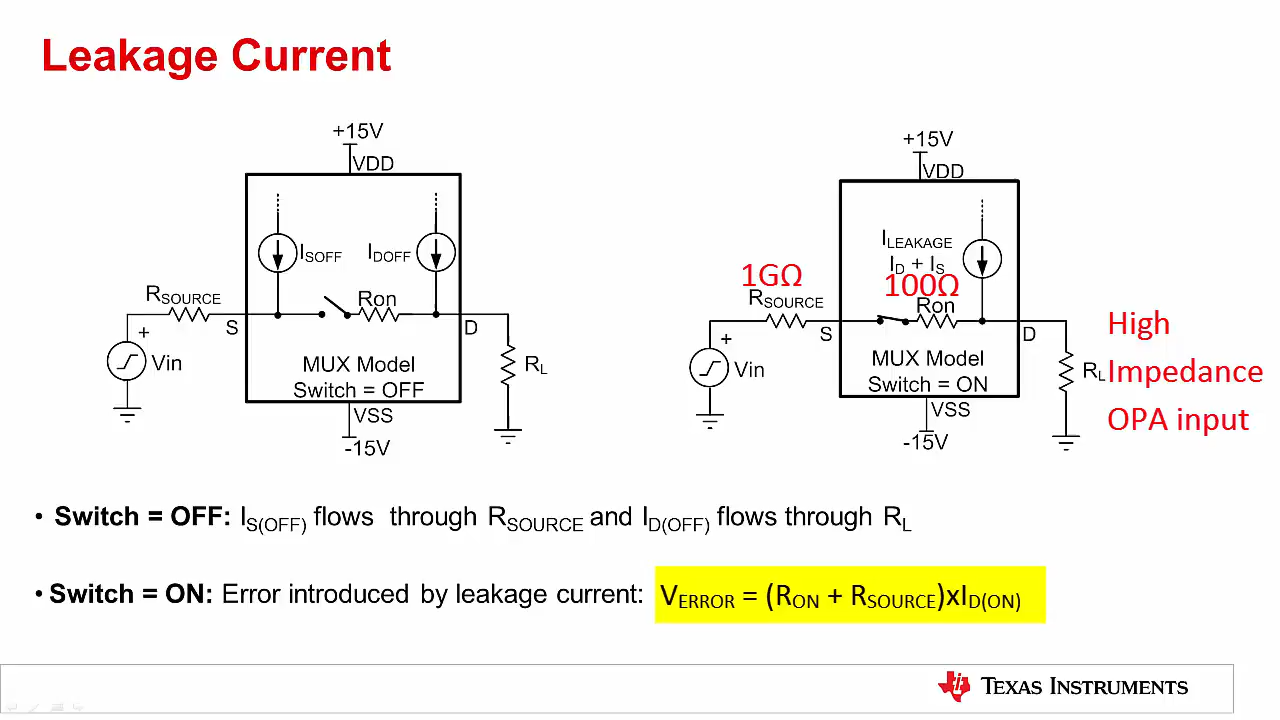 Leakage Current
+15V
VDD
ISOFF
IDOFF
RSOURCE
Ron
S
D
+
Vin
RL
MUX Model
Switch = OFF
VSS
-15V
+15V
VDD
ILEAKAGE
ID + IS
1GΩ
100Ω
RSOURCE
Ron
S
D
+
Vin
MUX Model
Switch = ON
RL
High
Impedance
OPA input
VSS
-15V
• Switch = OFF: IS(OFF) flows through RSOURCE and ID(OFF) flows through RL
• Switch = ON: Error introduced by leakage current: VERROR = (RON + RSOURCE)xID(ON)
TEXAS INSTRUMENTS